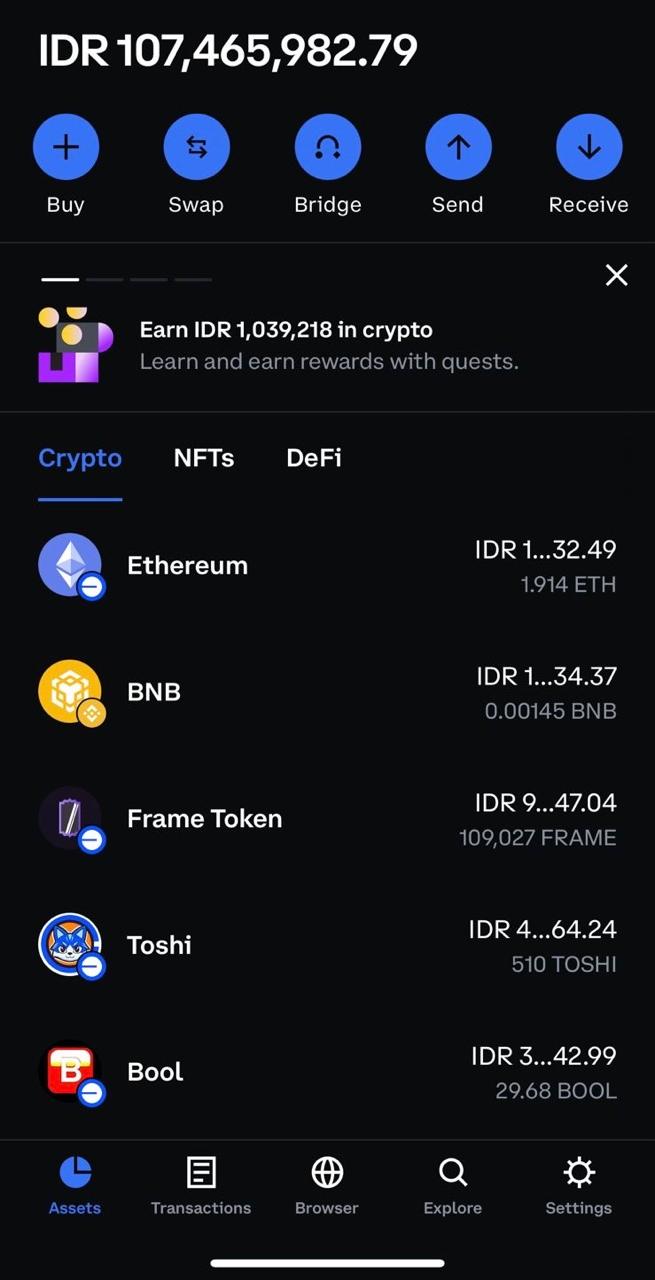 IDR 107,465,982.79
Buy
Swap
Bridge
Send
Receive
Earn IDR 1,039,218 in crypto
Learn and earn rewards with quests.
Crypto
NFTs
DeFi
Ethereum
IDR 1...32.49
1.914 ETH
BNB
IDR 1...34.37
0.00145 BNB
Frame Token
IDR 9...47.04
109,027 FRAME
Toshi
IDR 4...64.24
510 TOSHI
B
Bool
IDR 3...42.99
29.68 BOOL
Assets
Transactions
Browser
Explore
Settings